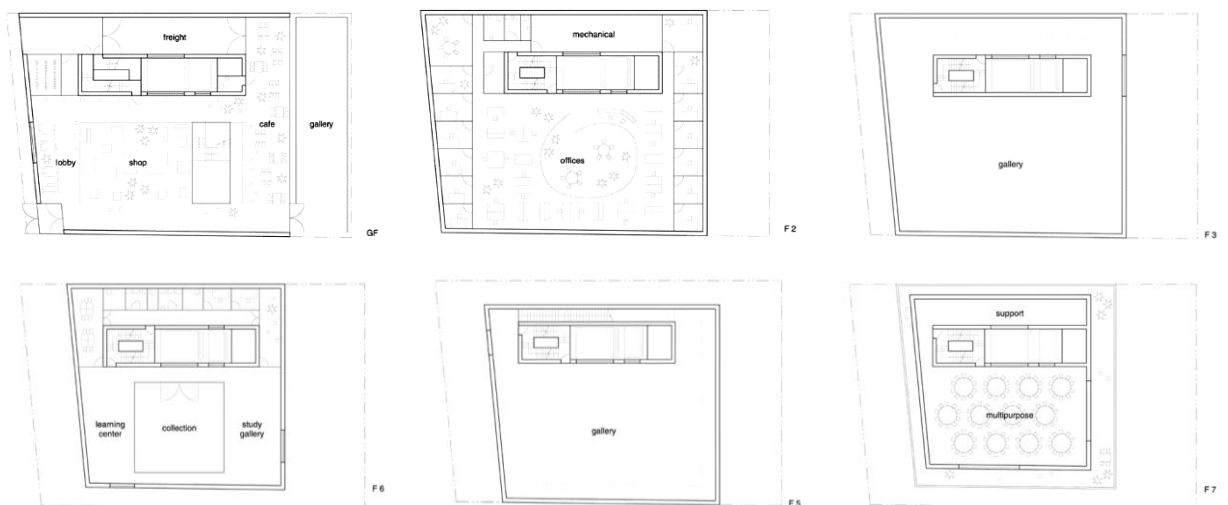 freight
cafe
gallery
lobby
shop
GF
mechanical
offices
F 2
gallery
F 3
learning
center
collection
study
gallery
F 6
gallery
F 5
support
multipurpose
F 7